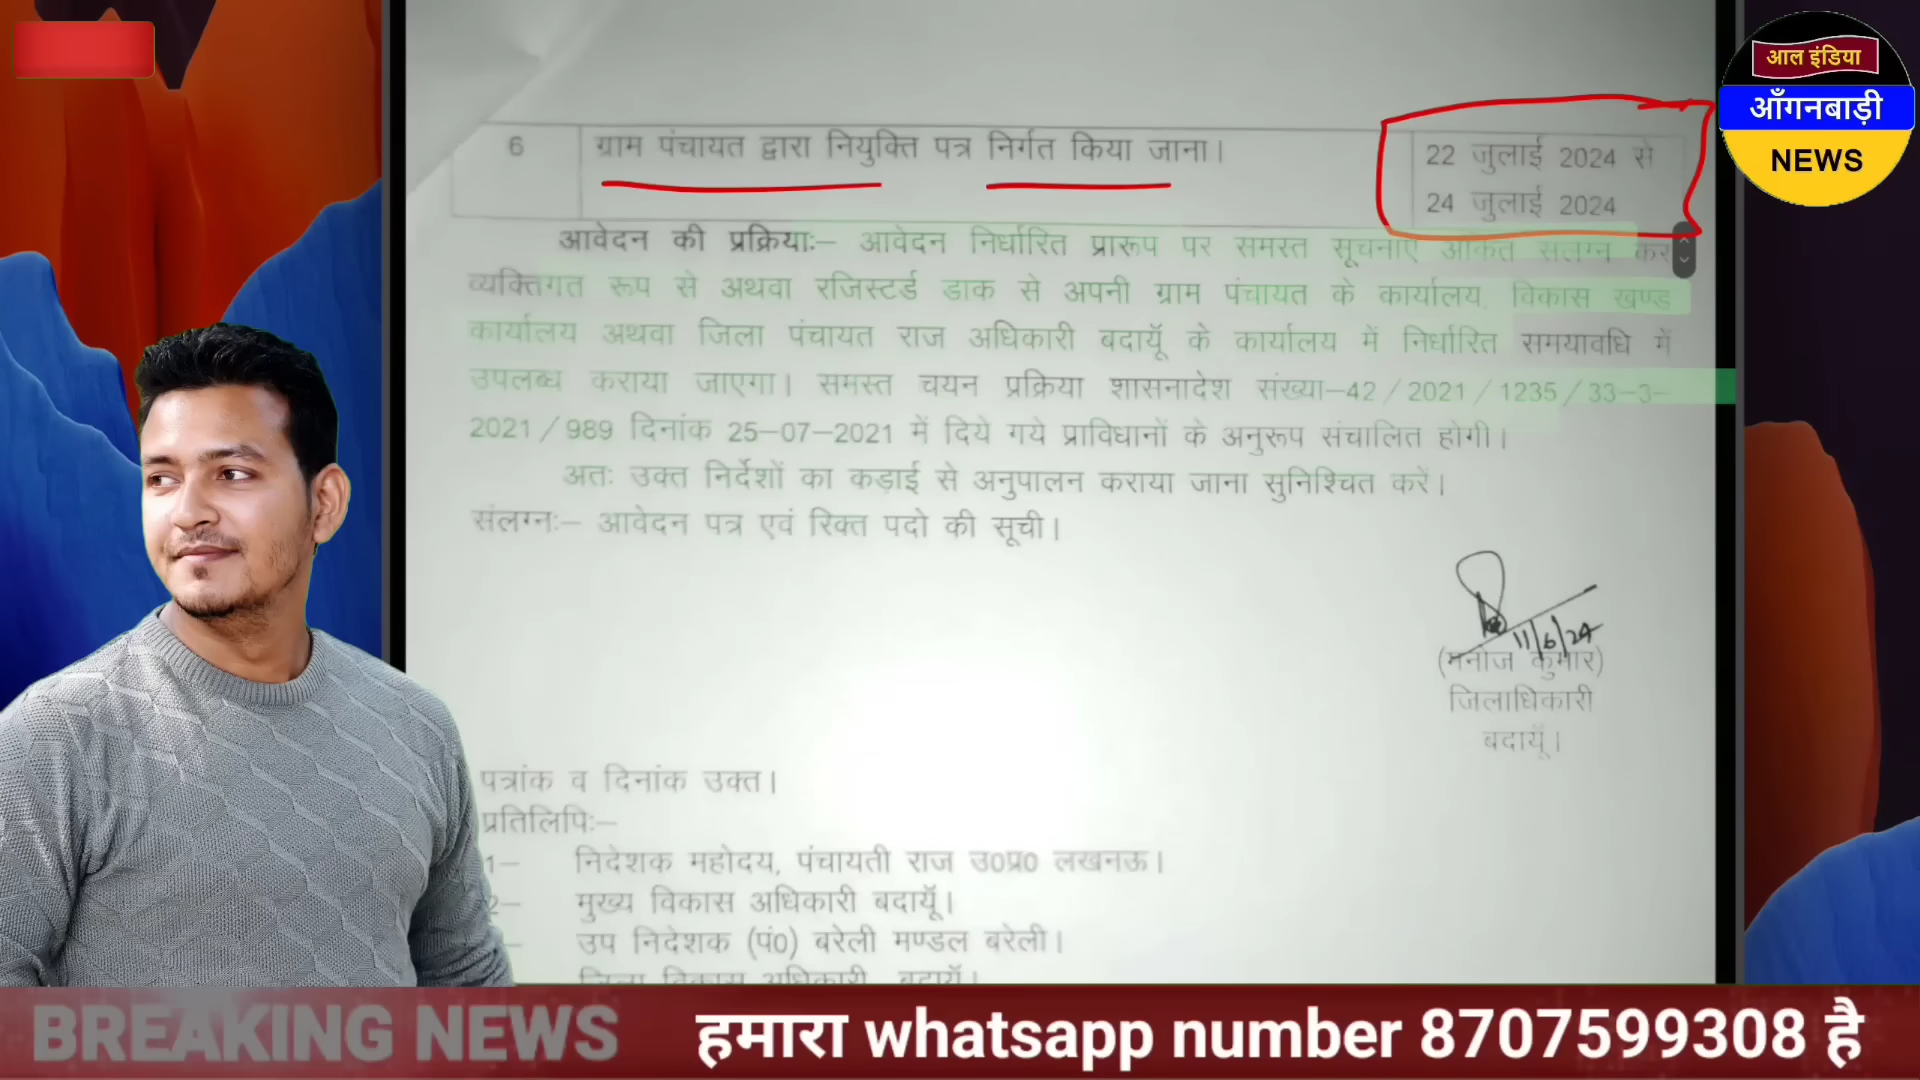 आल इंडिया
आँगनबाड़ी
NEWS
6 ग्राम पंचायत द्वारा नियुक्ति पत्र निर्गत किया जाना। 22 जुलाई 2024 से
24 जुलाई 2024
आवेदन की प्रक्रियाः– आवेदन निर्धारित प्रारूप पर समस्त सूचनाएं अंकित संलग्न कर
व्यक्तिगत रूप से अथवा रजिस्टर्ड डाक से अपनी ग्राम पंचायत के कार्यालय, विकास खण्ड
कार्यालय अथवा जिला पंचायत राज अधिकारी बदायूॅ के कार्यालय में निर्धारित समयावधि में
उपलब्ध कराया जाएगा। समस्त चयन प्रक्रिया शासनादेश संख्या–42/2021/1235/33-3-
2021/989 दिनांक 25–07–2021 में दिये गये प्राविधानों के अनुरूप संचालित होगी।
अतः उक्त निर्देशों का कड़ाई से अनुपालन कराया जाना सुनिश्चित करें।
संलग्नः– आवेदन पत्र एवं रिक्त पदो की सूची।
11/6/24
(मनोज कुमार)
जिलाधिकारी
बदायूॅं।
पत्रांक व दिनांक उक्त।
प्रतिलिपिः–
1– निदेशक महोदय, पंचायती राज उ0प्र0 लखनऊ।
2– मुख्य विकास अधिकारी बदायूॅं।
– उप निदेशक (पं0) बरेली मण्डल बरेली।
जिला विकास अधिकारी, बदायूॅं।
BREAKING NEWS हमारा whatsapp number 8707599308 है